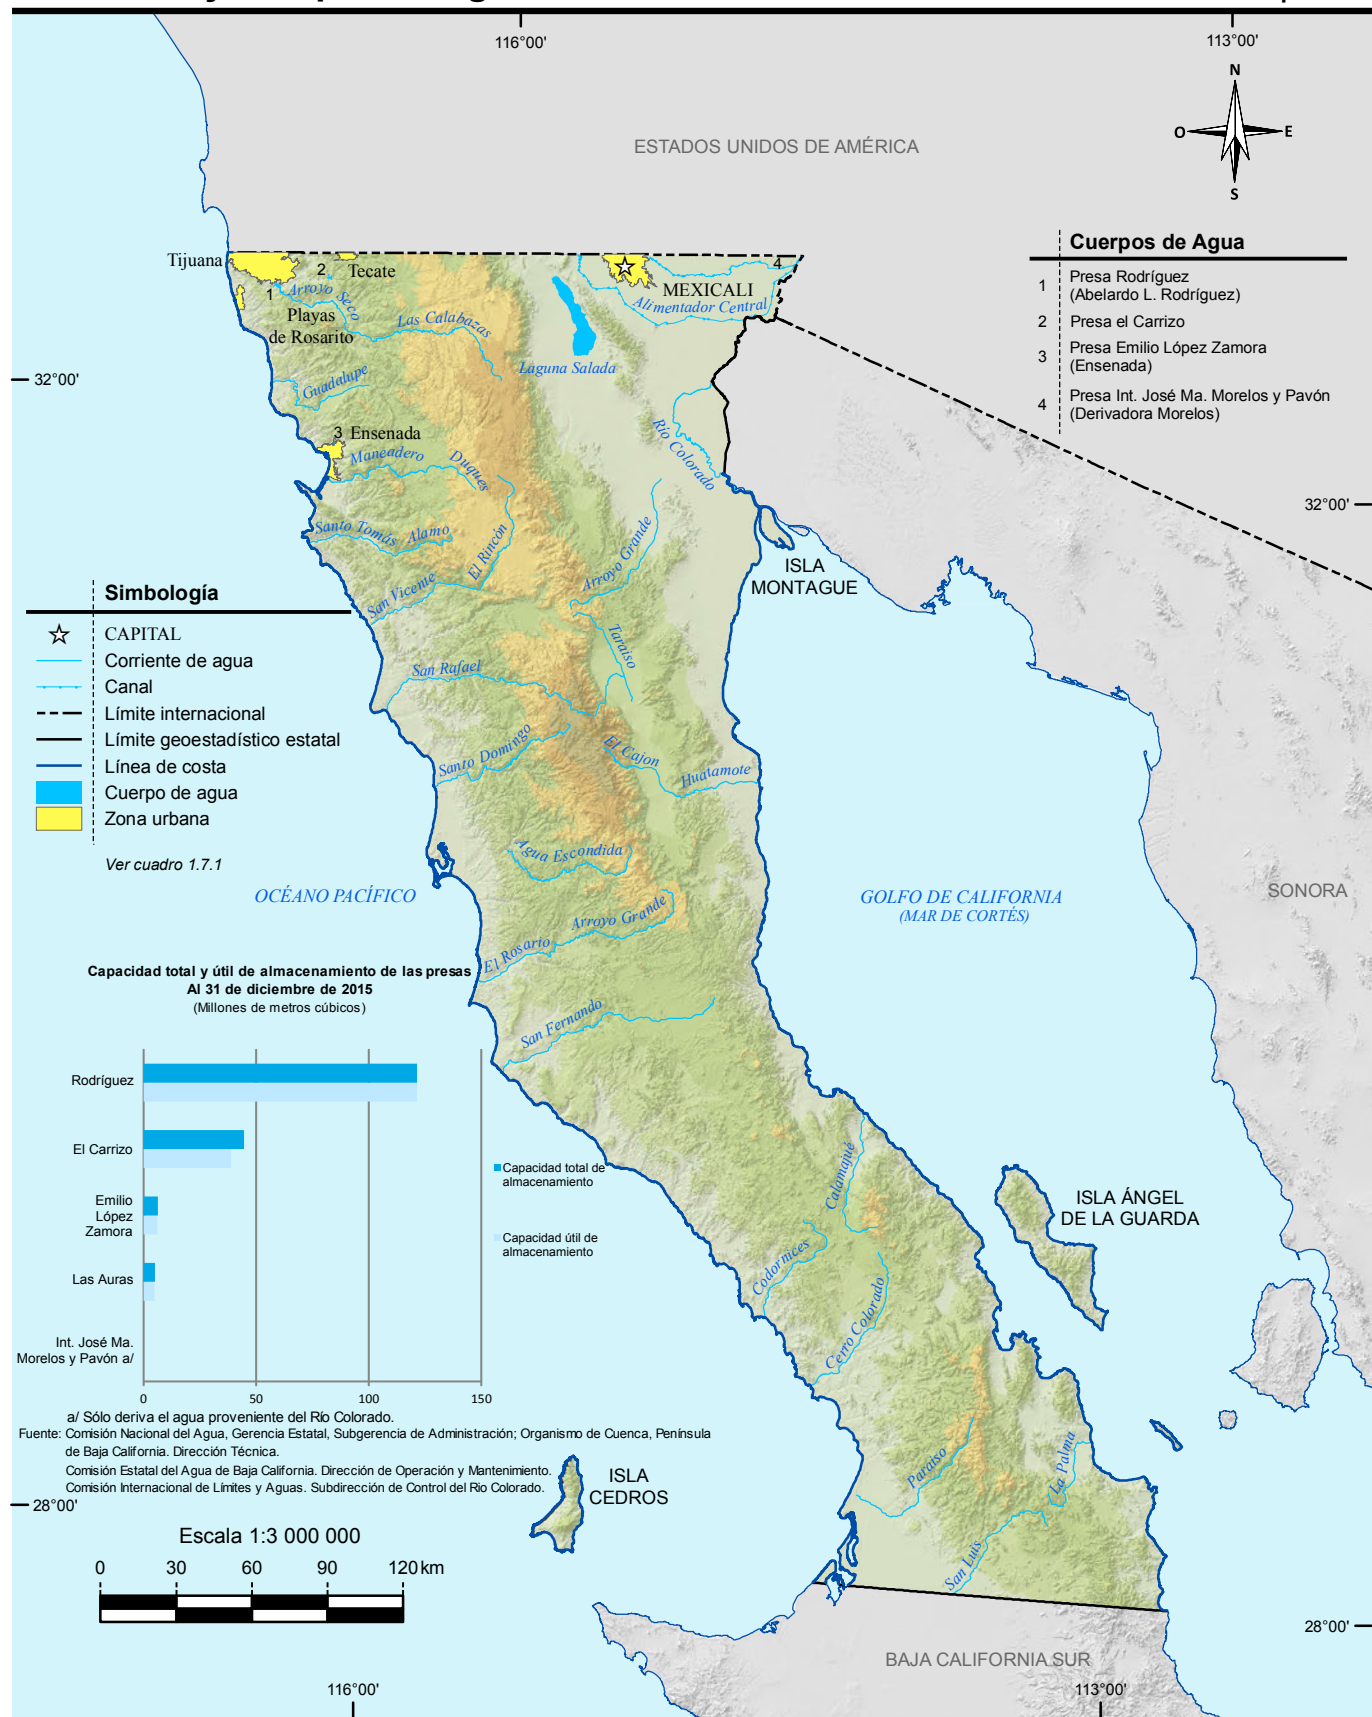 116°00'
113°00'
N
O
E
S
ESTADOS UNIDOS DE AMÉRICA
Cuerpos de Agua
1 Presa Rodríguez
(Abelardo L. Rodríguez)
2 Presa el Carrizo
3 Presa Emilio López Zamora
(Ensenada)
4 Presa Int. José Ma. Morelos y Pavón
(Derivadora Morelos)
Tijuana
2
Tecate
4
MEXICALI
1
Arroyo Seco
Alimentador Central
Playas
de Rosarito
Las Calabazas
Laguna Salada
32°00'
Guadalupe
3 Ensenada
Maneadero
Duques
Río Colorado
32°00'
Santo Tomás
Alamo
El Rincón
Arroyo Grande
ISLA
MONTAGUE
San Vicente
Taraiso
San Rafael
Santo Domingo
El Cajon
Huatamote
Simbología
CAPITAL
Corriente de agua
Canal
Límite internacional
Límite geoestadístico estatal
Línea de costa
Cuerpo de agua
Zona urbana
Ver cuadro 1.7.1
Agua Escondida
OCÉANO PACÍFICO
GOLFO DE CALIFORNIA
(MAR DE CORTÉS)
SONORA
Arroyo Grande
El Rosario
San Fernando
Capacidad total y útil de almacenamiento de las presas
Al 31 de diciembre de 2015
(Millones de metros cúbicos)
Rodríguez
El Carrizo
Emilio
López
Zamora
Las Auras
Int. José Ma.
Morelos y Pavón a/
0 50 100 150
Capacidad total de
almacenamiento
Capacidad útil de
almacenamiento
a/ Sólo deriva el agua proveniente del Río Colorado.
Fuente: Comisión Nacional del Agua, Gerencia Estatal, Subgerencia de Administración; Organismo de Cuenca, Península
de Baja California. Dirección Técnica.
Comisión Estatal del Agua de Baja California. Dirección de Operación y Mantenimiento.
Comisión Internacional de Límites y Aguas. Subdirección de Control del Río Colorado.
Calamajué
ISLA ÁNGEL
DE LA GUARDA
Codornices
Cerro Colorado
Paraiso
La Palma
San Luis
ISLA
CEDROS
28°00'
Escala 1:3 000 000
0 30 60 90 120 km
28°00'
BAJA CALIFORNIA SUR
116°00'
113°00'